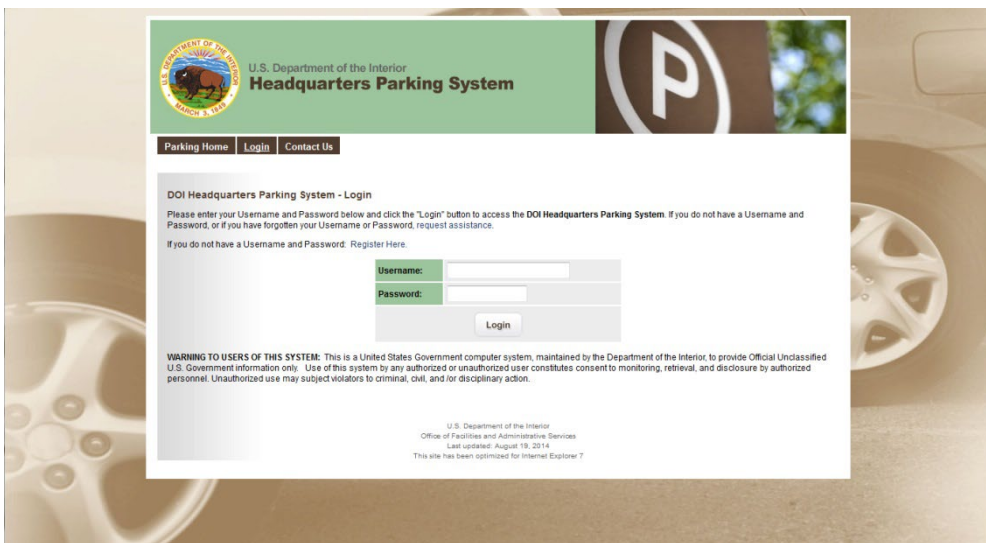 U.S. DEPARTMENT OF THE INTERIOR
MARCH 3, 1849
U.S. Department of the Interior
Headquarters Parking System
P
Parking Home Login Contact Us
DOI Headquarters Parking System - Login
Please enter your Username and Password below and click the "Login" button to access the DOI Headquarters Parking System. If you do not have a Username and
Password, or if you have forgotten your Username or Password, request assistance.
If you do not have a Username and Password: Register Here.
Username:
Password:
Login
WARNING TO USERS OF THIS SYSTEM: This is a United States Government computer system, maintained by the Department of the Interior, to provide Official Unclassified
U.S. Government information only. Use of this system by any authorized or unauthorized user constitutes consent to monitoring, retrieval, and disclosure by authorized
personnel. Unauthorized use may subject violators to criminal, civil, and /or disciplinary action.
U.S. Department of the Interior
Office of Facilities and Administrative Services
Last updated: August 19, 2014
This site has been optimized for Internet Explorer 7